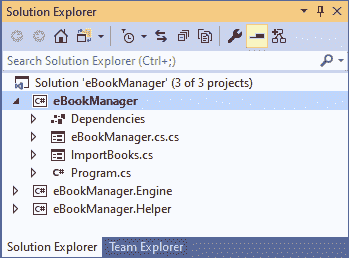 Solution Explorer
Search Solution Explorer (Ctrl+;)
Solution 'eBookManager' (3 of 3 projects)
C# eBookManager
Dependencies
eBookManager.cs.cs
ImportBooks.cs
C# Program.cs
C# eBookManager.Engine
C# eBookManager.Helper
Solution Explorer Team Explorer